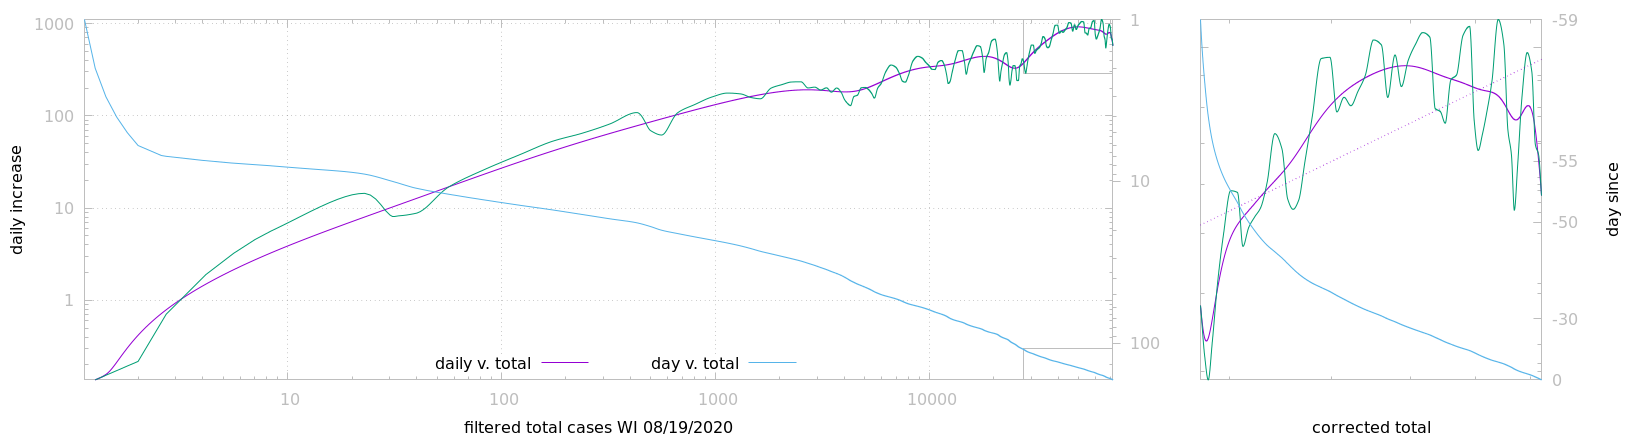 1000
100
10
1
daily increase
10
100
1000
10000
filtered total cases WI 08/19/2020
daily v. total
day v. total
1
10
100
-59
-55
-50
-30
0
day since
corrected total